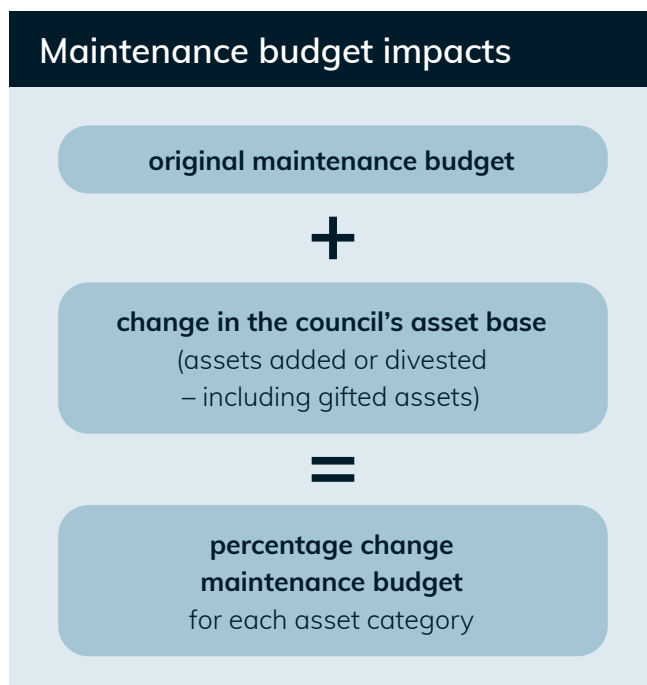 Maintenance budget impacts
original maintenance budget
+
change in the council’s asset base
(assets added or divested
– including gifted assets)
=
percentage change
maintenance budget
for each asset category